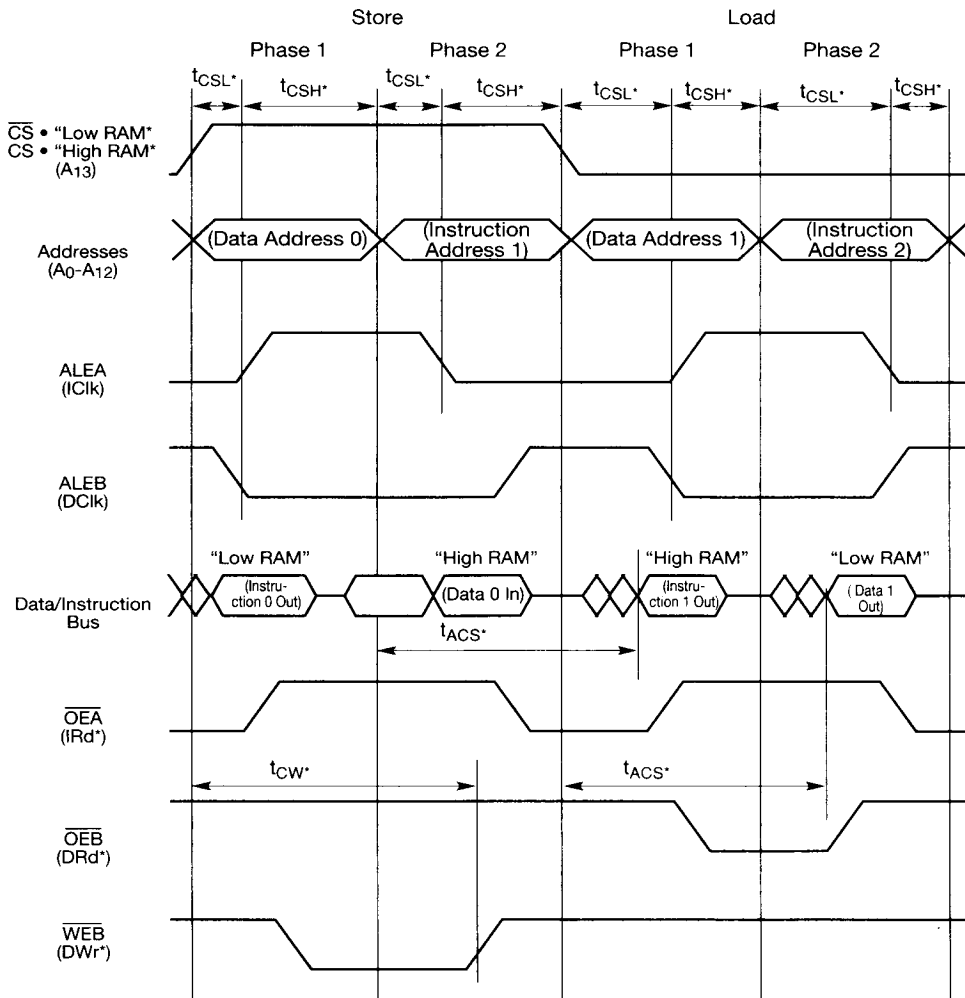 Store Load
Phase 1 Phase 2 Phase 1 Phase 2
tCSL* tCSH* tCSL* tCSH* tCSL* tCSH* tCSL* tCSH*
CS • "Low RAM*
CS • "High RAM*
(A13)
Addresses
(A0-A12)
(Data Address 0)
(Instruction
Address 1)
(Data Address 1)
(Instruction
Address 2)
ALEA
(IClk)
ALEB
(DClk)
Data/Instruction
Bus
"Low RAM"
(Instru-
ction 0 Out)
"High RAM"
(Data 0 In)
"High RAM"
(Instru-
ction 1 Out)
"Low RAM"
( Data 1
Out)
tACS*
OEA
(IRd*)
tCW*
tACS*
OEB
(DRd*)
WEB
(DWr*)